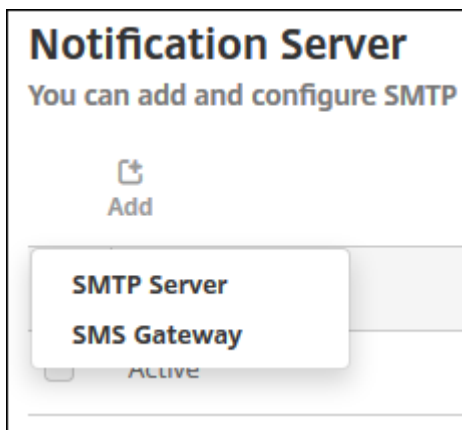 Notification Server
You can add and configure SMTP
Add
SMTP Server
SMS Gateway
Active